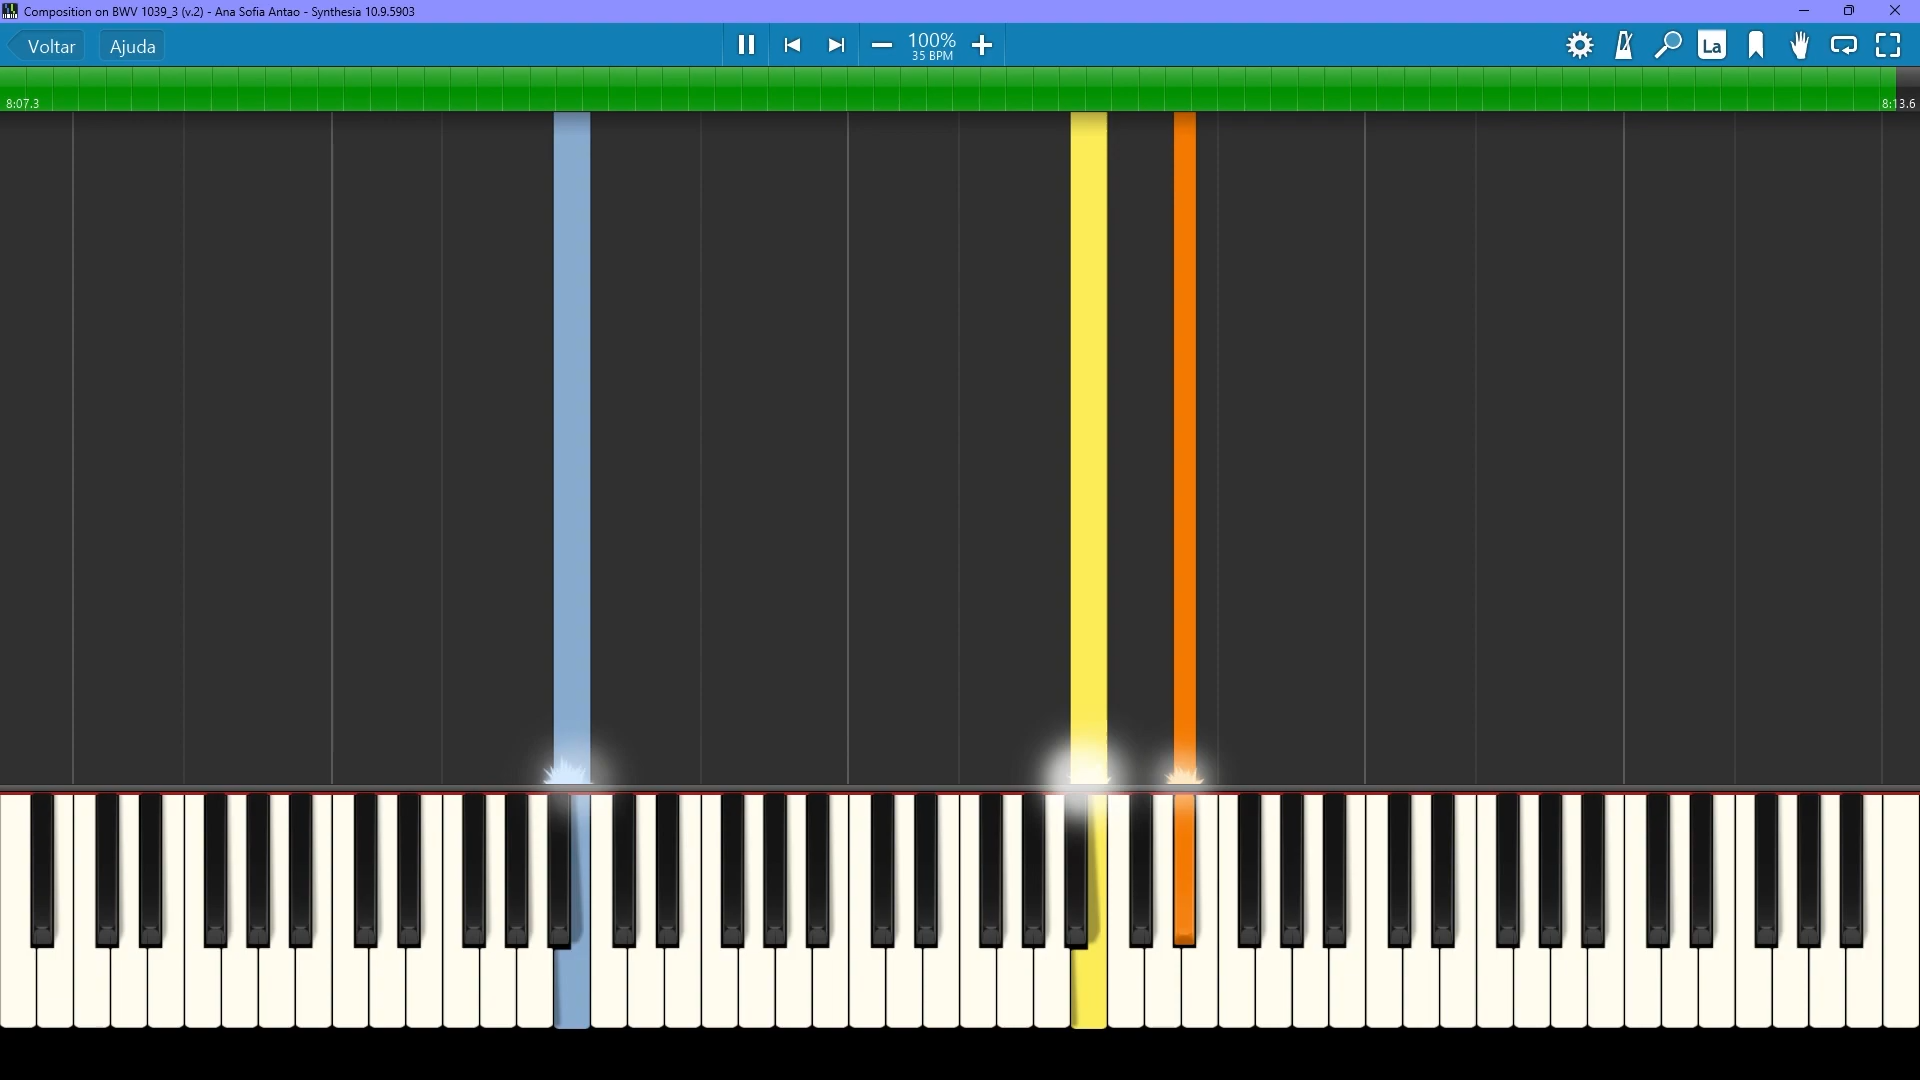 Composition on BWV 1039_3 (v.2) - Ana Sofia Antao - Synthesia 10.9.5903
Voltar
Ajuda
100%
35 BPM
La
8:07.3
8:13.6